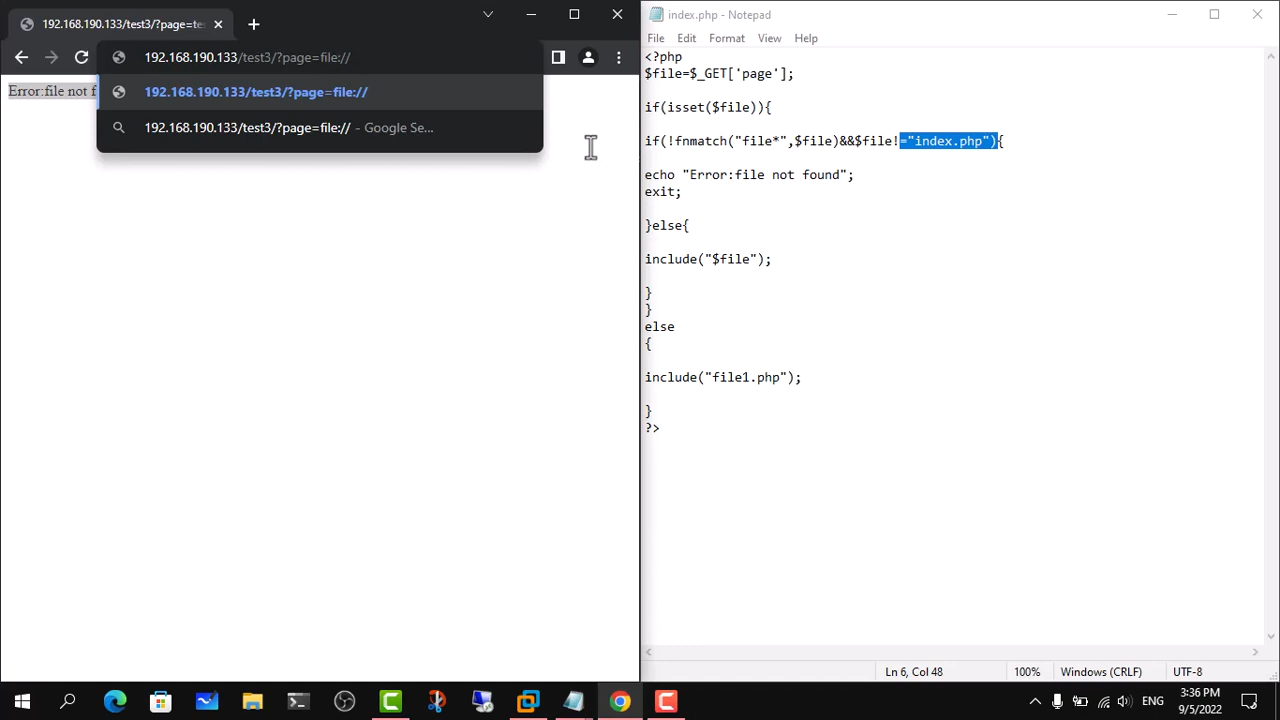 192.168.190.133/test3/?page=te
index.php - Notepad
192.168.190.133/test3/?page=file://
Error:file not f
192.168.190.133/test3/?page=file://
192.168.190.133/test3/?page=file:// - Google Se...
File Edit Format View Help
<?php
$file=$_GET['page'];
if(isset($file)){
if(!fnmatch("file*",$file)&&$file!="index.php"){
echo "Error:file not found";
exit;
}else{
include("$file");
}
}
else
{
include("file1.php");
}
?>
Ln 6, Col 48 100% Windows (CRLF) UTF-8
ENG
3:36 PM
9/5/2022